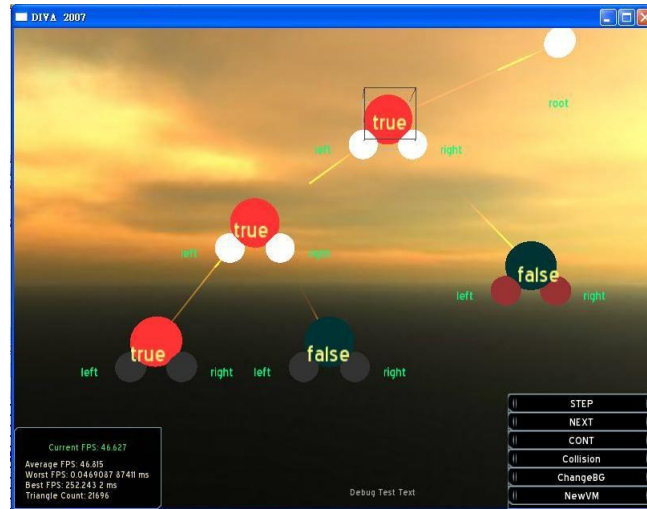 DIVA 2007
root
true
left
right
true
left
right
false
left
right
true
left
right
false
left
right
STEP
NEXT
CONT
Collision
ChangeBG
NewVM
Current FPS: 46.627
Average FPS: 46.815
Worst FPS: 0.0469087 87411 ms
Best FPS: 252.243 2 ms
Triangle Count: 21696
Debug Test Text